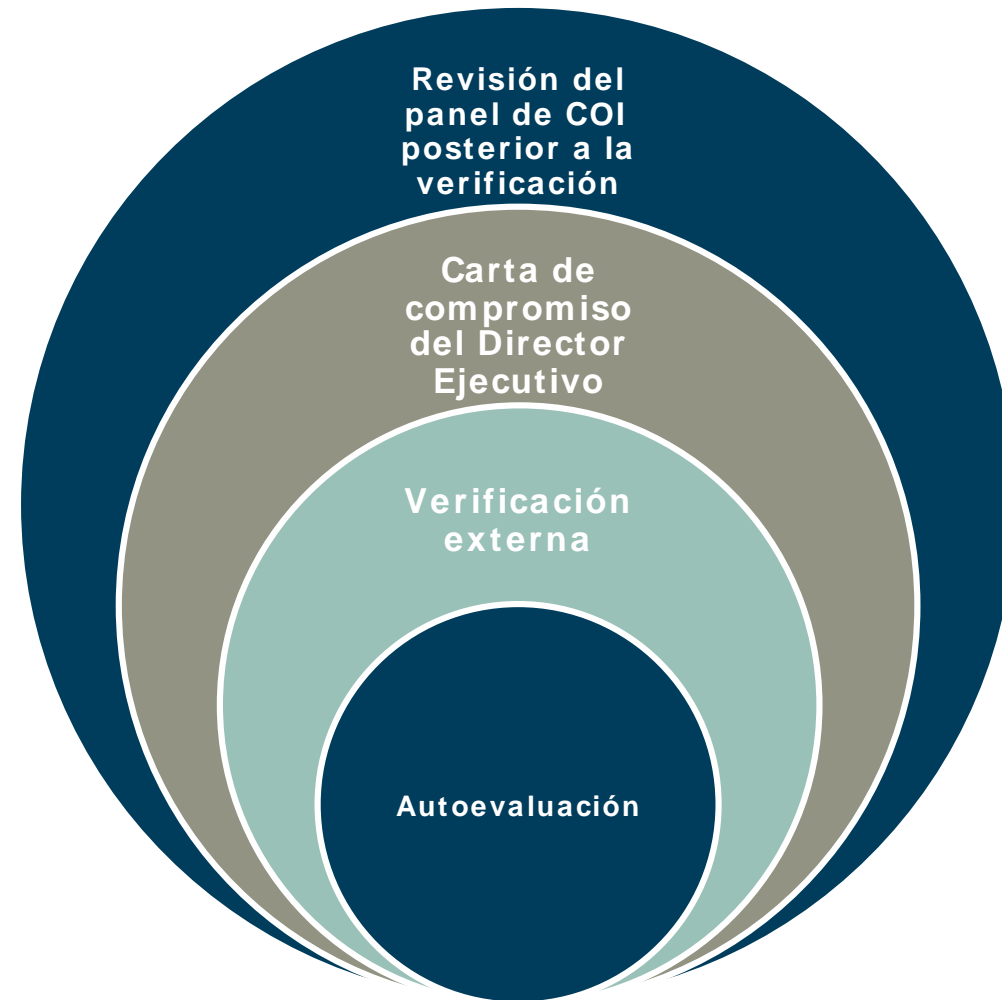 Revisión del
panel de COI
posterior a la
verificación
Carta de
compromiso
del Director
Ejecutivo
Verificación
externa
Autoevaluación